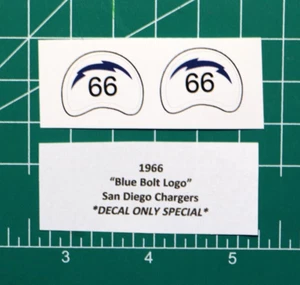 66 66
1966
"Blue Bolt Logo"
San Diego Chargers
*DECAL ONLY SPECIAL*
3 4 5